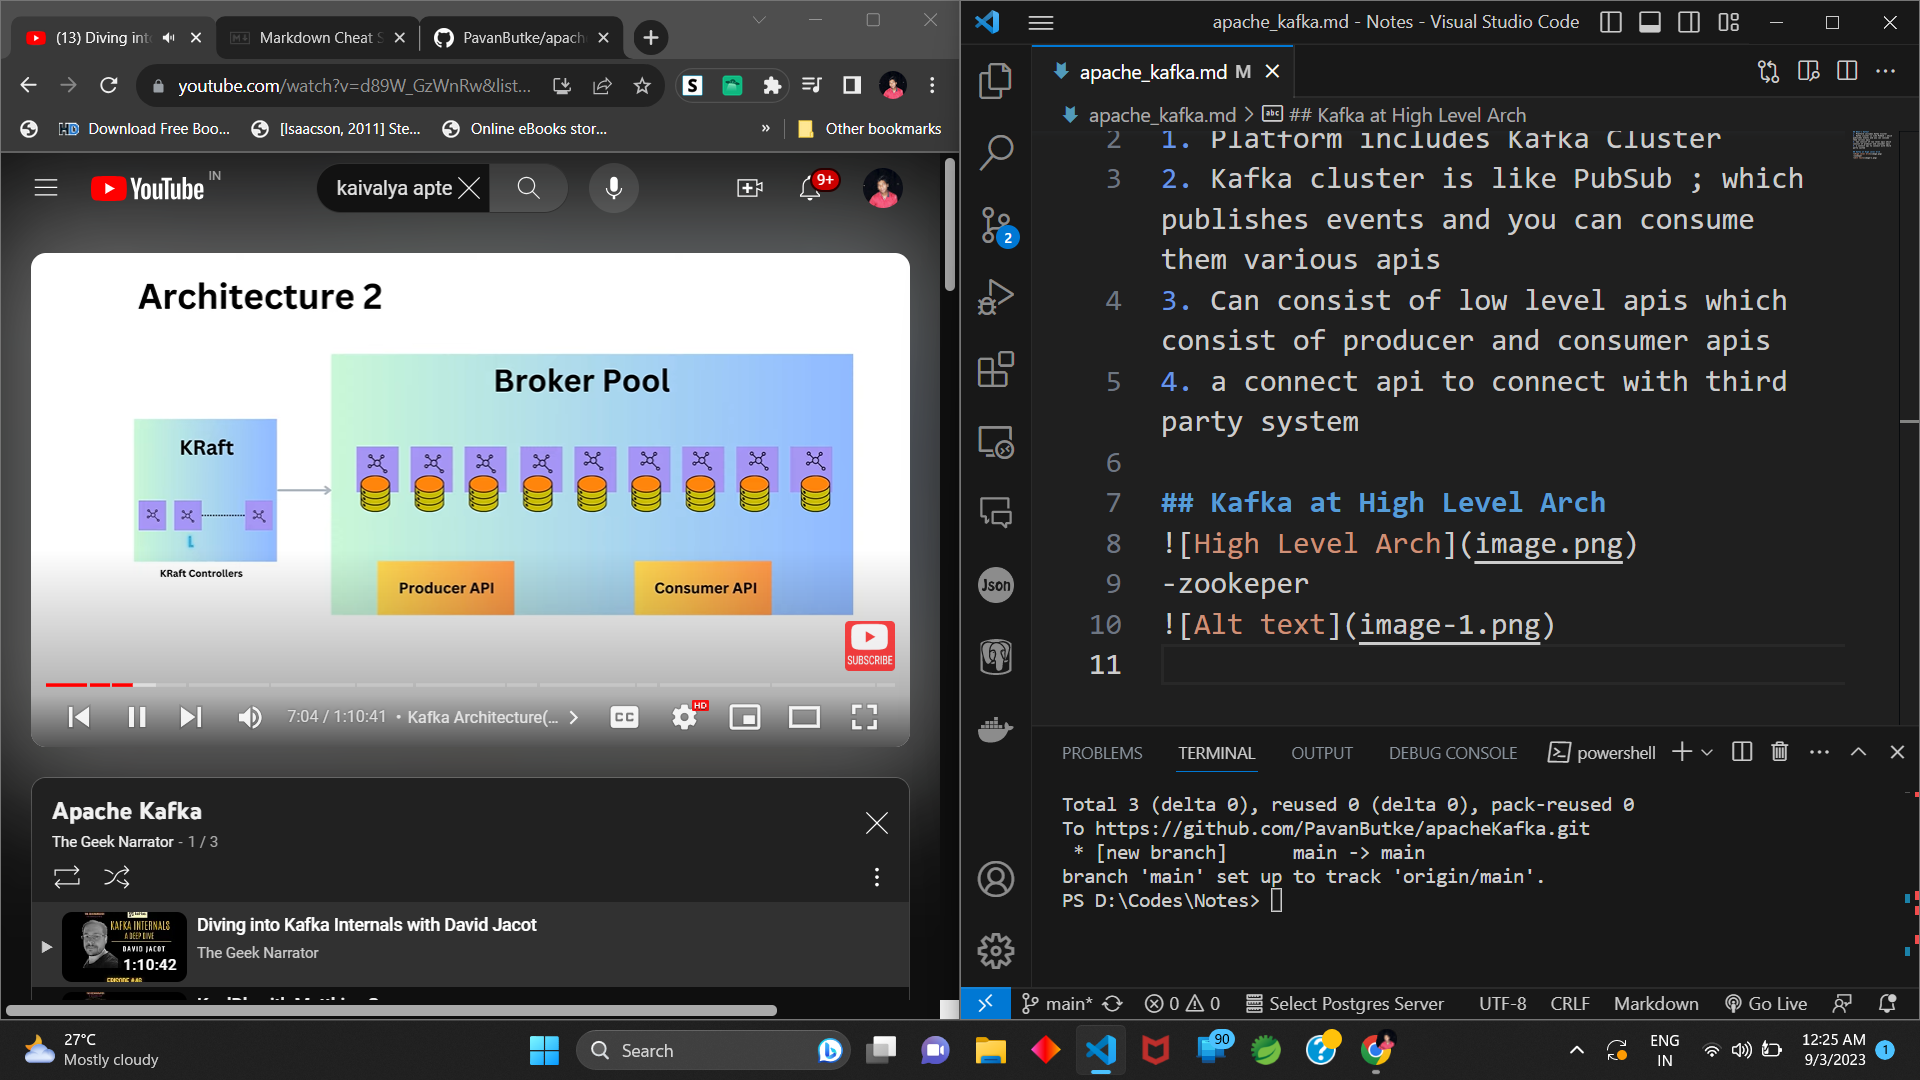 (13) Diving int
Markdown Cheat S
PavanButke/apach
youtube.com/watch?v=d89W_GzWnRw&list...
Download Free Boo...
[Isaacson, 2011] Ste...
Online eBooks stor...
»
Other bookmarks
YouTube IN
kaivalya apte
9+
Architecture 2
Broker Pool
KRaft
L
KRaft Controllers
Producer API
Consumer API
SUBSCRIBE
7:04 / 1:10:41 • Kafka Architecture(...
CC
HD
Apache Kafka
The Geek Narrator - 1 / 3
KAFKA INTERNALS
A DEEP DIVE
DAVID JACOT
1:10:42
Diving into Kafka Internals with David Jacot
The Geek Narrator
apache_kafka.md - Notes - Visual Studio Code
apache_kafka.md M
apache_kafka.md > abc ## Kafka at High Level Arch
2 1. Platform includes Kafka Cluster
3 2. Kafka cluster is like PubSub ; which
publishes events and you can consume
them various apis
4 3. Can consist of low level apis which
consist of producer and consumer apis
5 4. a connect api to connect with third
party system
6
7 ## Kafka at High Level Arch
8 ![High Level Arch](image.png)
9 -zookeper
10 ![Alt text](image-1.png)
11
2
Json
PROBLEMS TERMINAL OUTPUT DEBUG CONSOLE powershell
Total 3 (delta 0), reused 0 (delta 0), pack-reused 0
To https://github.com/PavanButke/apacheKafka.git
* [new branch] main -> main
branch 'main' set up to track 'origin/main'.
PS D:\Codes\Notes>
main* 0 0 Select Postgres Server UTF-8 CRLF Markdown Go Live
27°C
Mostly cloudy
Search
90
ENG
IN
12:25 AM
9/3/2023
1